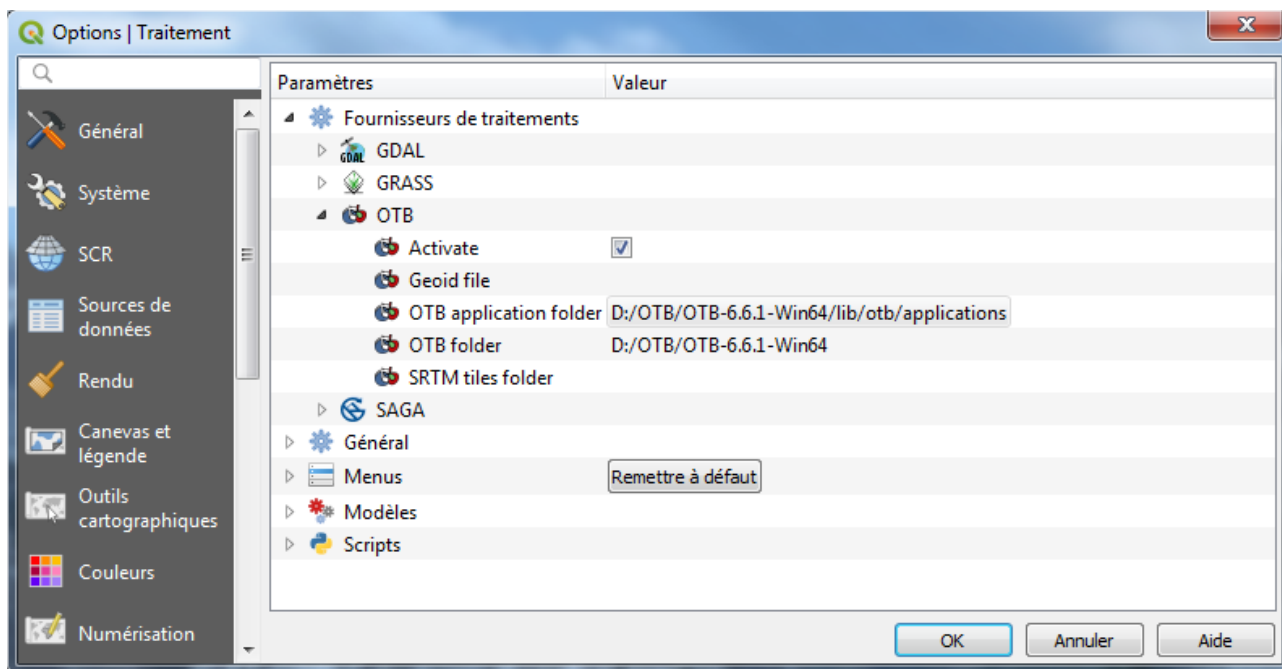 Options | Traitement
Général
Système
SCR
Sources de
données
Rendu
Canevas et
légende
Outils
cartographiques
Couleurs
Numérisation
Paramètres Valeur
Fournisseurs de traitements
GDAL GDAL
GRASS
OTB
Activate
Geoid file
OTB application folder D:/OTB/OTB-6.6.1-Win64/lib/otb/applications
OTB folder D:/OTB/OTB-6.6.1-Win64
SRTM tiles folder
SAGA
Général
Menus Remettre à défaut
Modèles
Scripts
OK Annuler Aide